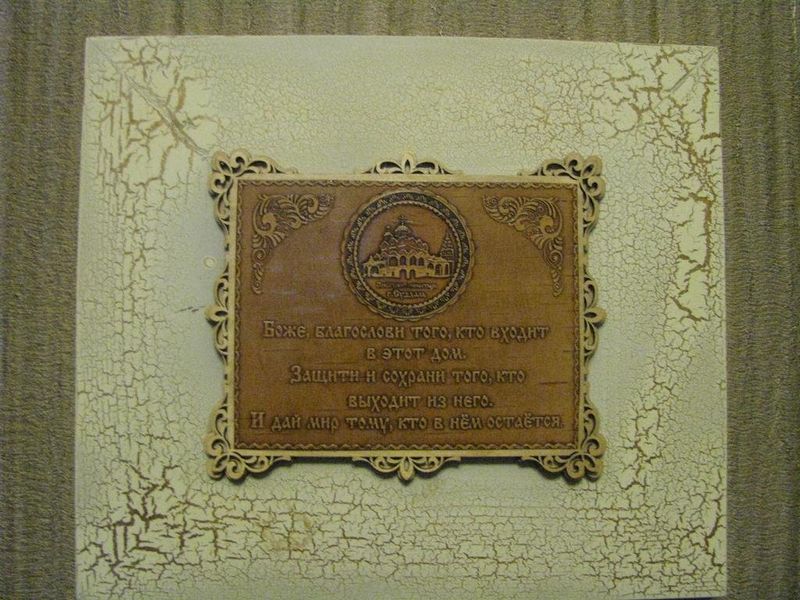 г. Суздаль
Боже, благослови того, кто входит
в этот дом.
Защити и сохрани того, кто
выходит из него.
И дай мир тому, кто в нём остаётся.